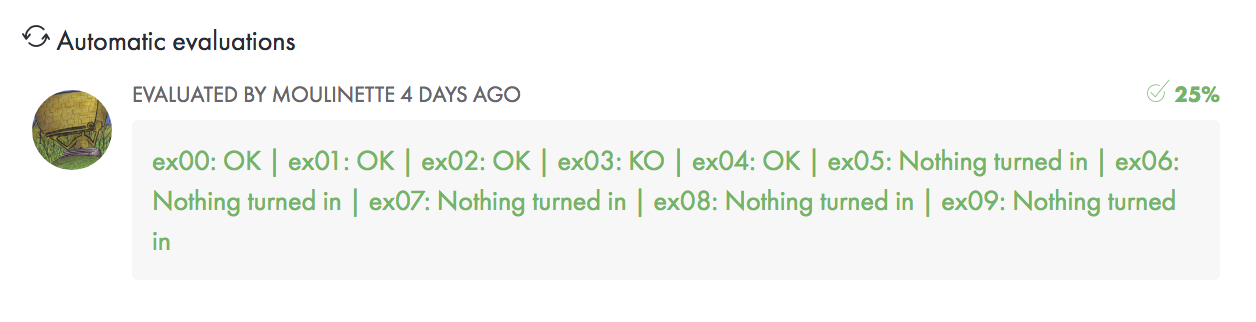 Automatic evaluations
EVALUATED BY MOULINETTE 4 DAYS AGO
25%
ex00: OK | ex01: OK | ex02: OK | ex03: KO | ex04: OK | ex05: Nothing turned in | ex06:
Nothing turned in | ex07: Nothing turned in | ex08: Nothing turned in | ex09: Nothing turned
in